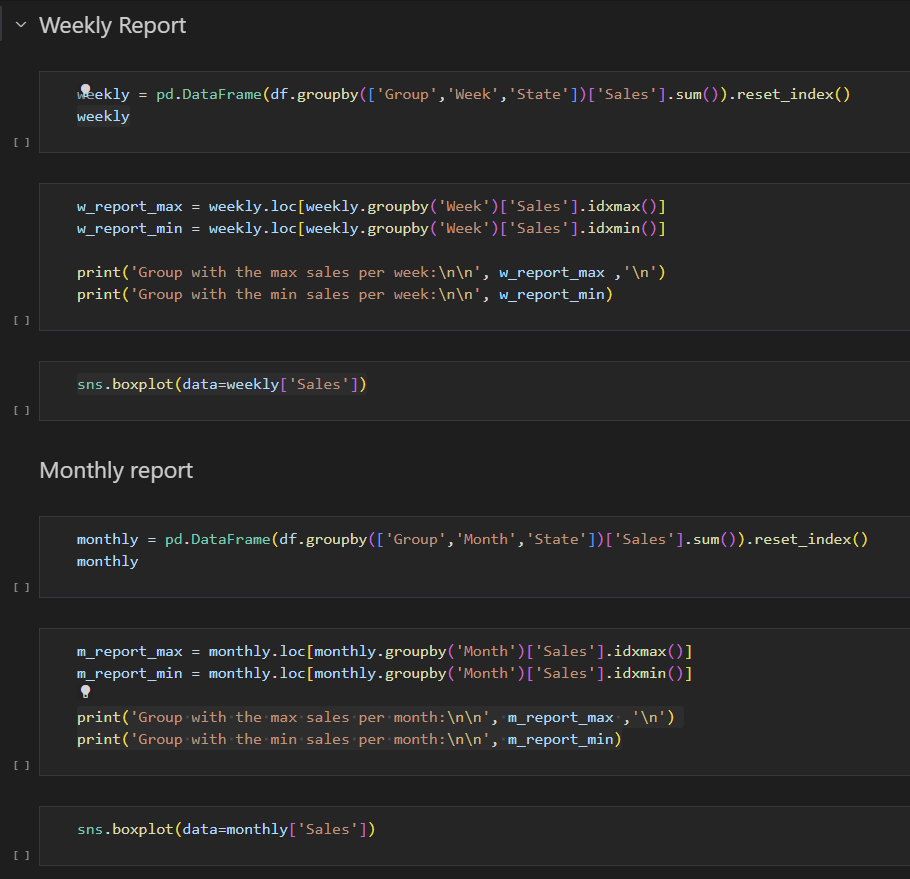 Weekly Report
weekly = pd.DataFrame(df.groupby(['Group','Week','State'])['Sales'].sum()).reset_index()
weekly
[ ]
w_report_max = weekly.loc[weekly.groupby('Week')['Sales'].idxmax()]
w_report_min = weekly.loc[weekly.groupby('Week')['Sales'].idxmin()]
print('Group with the max sales per week:\n\n', w_report_max ,'\n')
print('Group with the min sales per week:\n\n', w_report_min)
[ ]
sns.boxplot(data=weekly['Sales'])
[ ]
Monthly report
monthly = pd.DataFrame(df.groupby(['Group','Month','State'])['Sales'].sum()).reset_index()
monthly
[ ]
m_report_max = monthly.loc[monthly.groupby('Month')['Sales'].idxmax()]
m_report_min = monthly.loc[monthly.groupby('Month')['Sales'].idxmin()]
print('Group with the max sales per month:\n\n', m_report_max ,'\n')
print('Group with the min sales per month:\n\n', m_report_min)
[ ]
sns.boxplot(data=monthly['Sales'])
[ ]